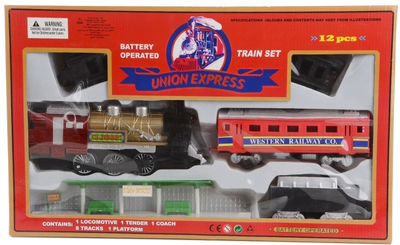 WARNING:
SPECIFICATIONS, COLOURS AND CONTENTS MAY VARY FROM ILLUSTRATIONS
BATTERY
OPERATED
TRAIN SET
12 pcs
UNION EXPRESS
WESTERN RAILWAY CO.
CONTAINS: 1 LOCOMOTIVE 1 TENDER 1 COACH
8 TRACKS 1 PLATFORM
BATTERY OPERATED